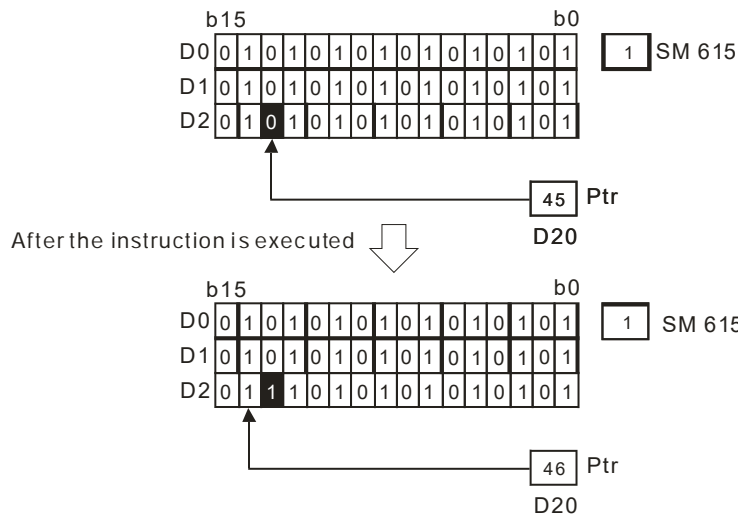 b15 b0
D0 0 1 0 1 0 1 0 1 0 1 0 1 0 1 0 1 1 SM 615
D1 0 1 0 1 0 1 0 1 0 1 0 1 0 1 0 1
D2 0 1 0 1 0 1 0 1 0 1 0 1 0 1 0 1
45 Ptr
D20
After the instruction is executed
b15 b0
D0 0 1 0 1 0 1 0 1 0 1 0 1 0 1 0 1 1 SM 615
D1 0 1 0 1 0 1 0 1 0 1 0 1 0 1 0 1
D2 0 1 1 1 0 1 0 1 0 1 0 1 0 1 0 1
46 Ptr
D20